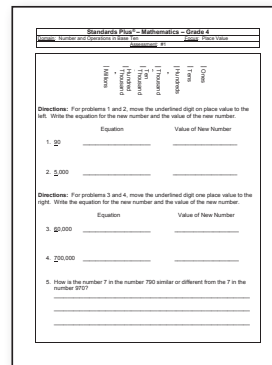 Standards Plus® – Mathematics – Grade 4
Domain: Number and Operations in Base Ten Focus: Place Value
Assessment: #1
| Millions
,
| Hundred Thousand
| Ten Thousand
| Thousand
,
| Hundreds
| Tens
| Ones
Directions: For problems 1 and 2, move the underlined digit on place value to the
left. Write the equation for the new number and the value of the new number.
Equation Value of New Number
1. 90
2. 5,000
Directions: For problems 3 and 4, move the underlined digit one place value to the
right. Write the equation for the new number and the value of the new number.
Equation Value of New Number
3. 60,000
4. 700,000
5. How is the number 7 in the number 790 similar or different from the 7 in the
number 970?